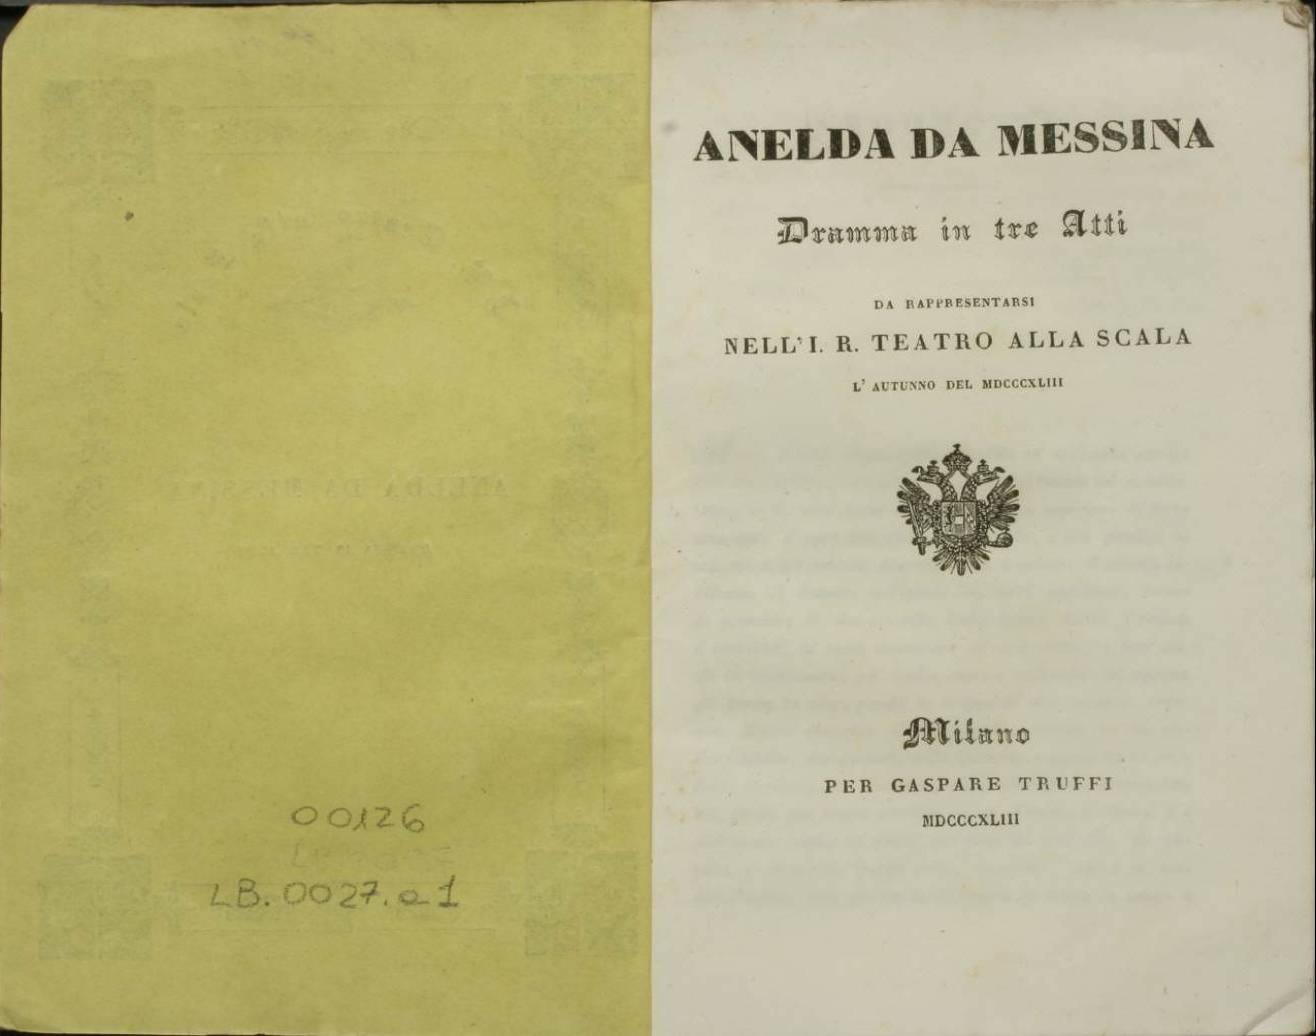 00126
LB.0027.a1
ANELDA DA MESSINA
Dramma in tre Atti
DA RAPPRESENTARSI
NELL' I. R. TEATRO ALLA SCALA
L' AUTUNNO DEL MDCCCXLIII
Milano
PER GASPARE TRUFFI
MDCCCXLIII